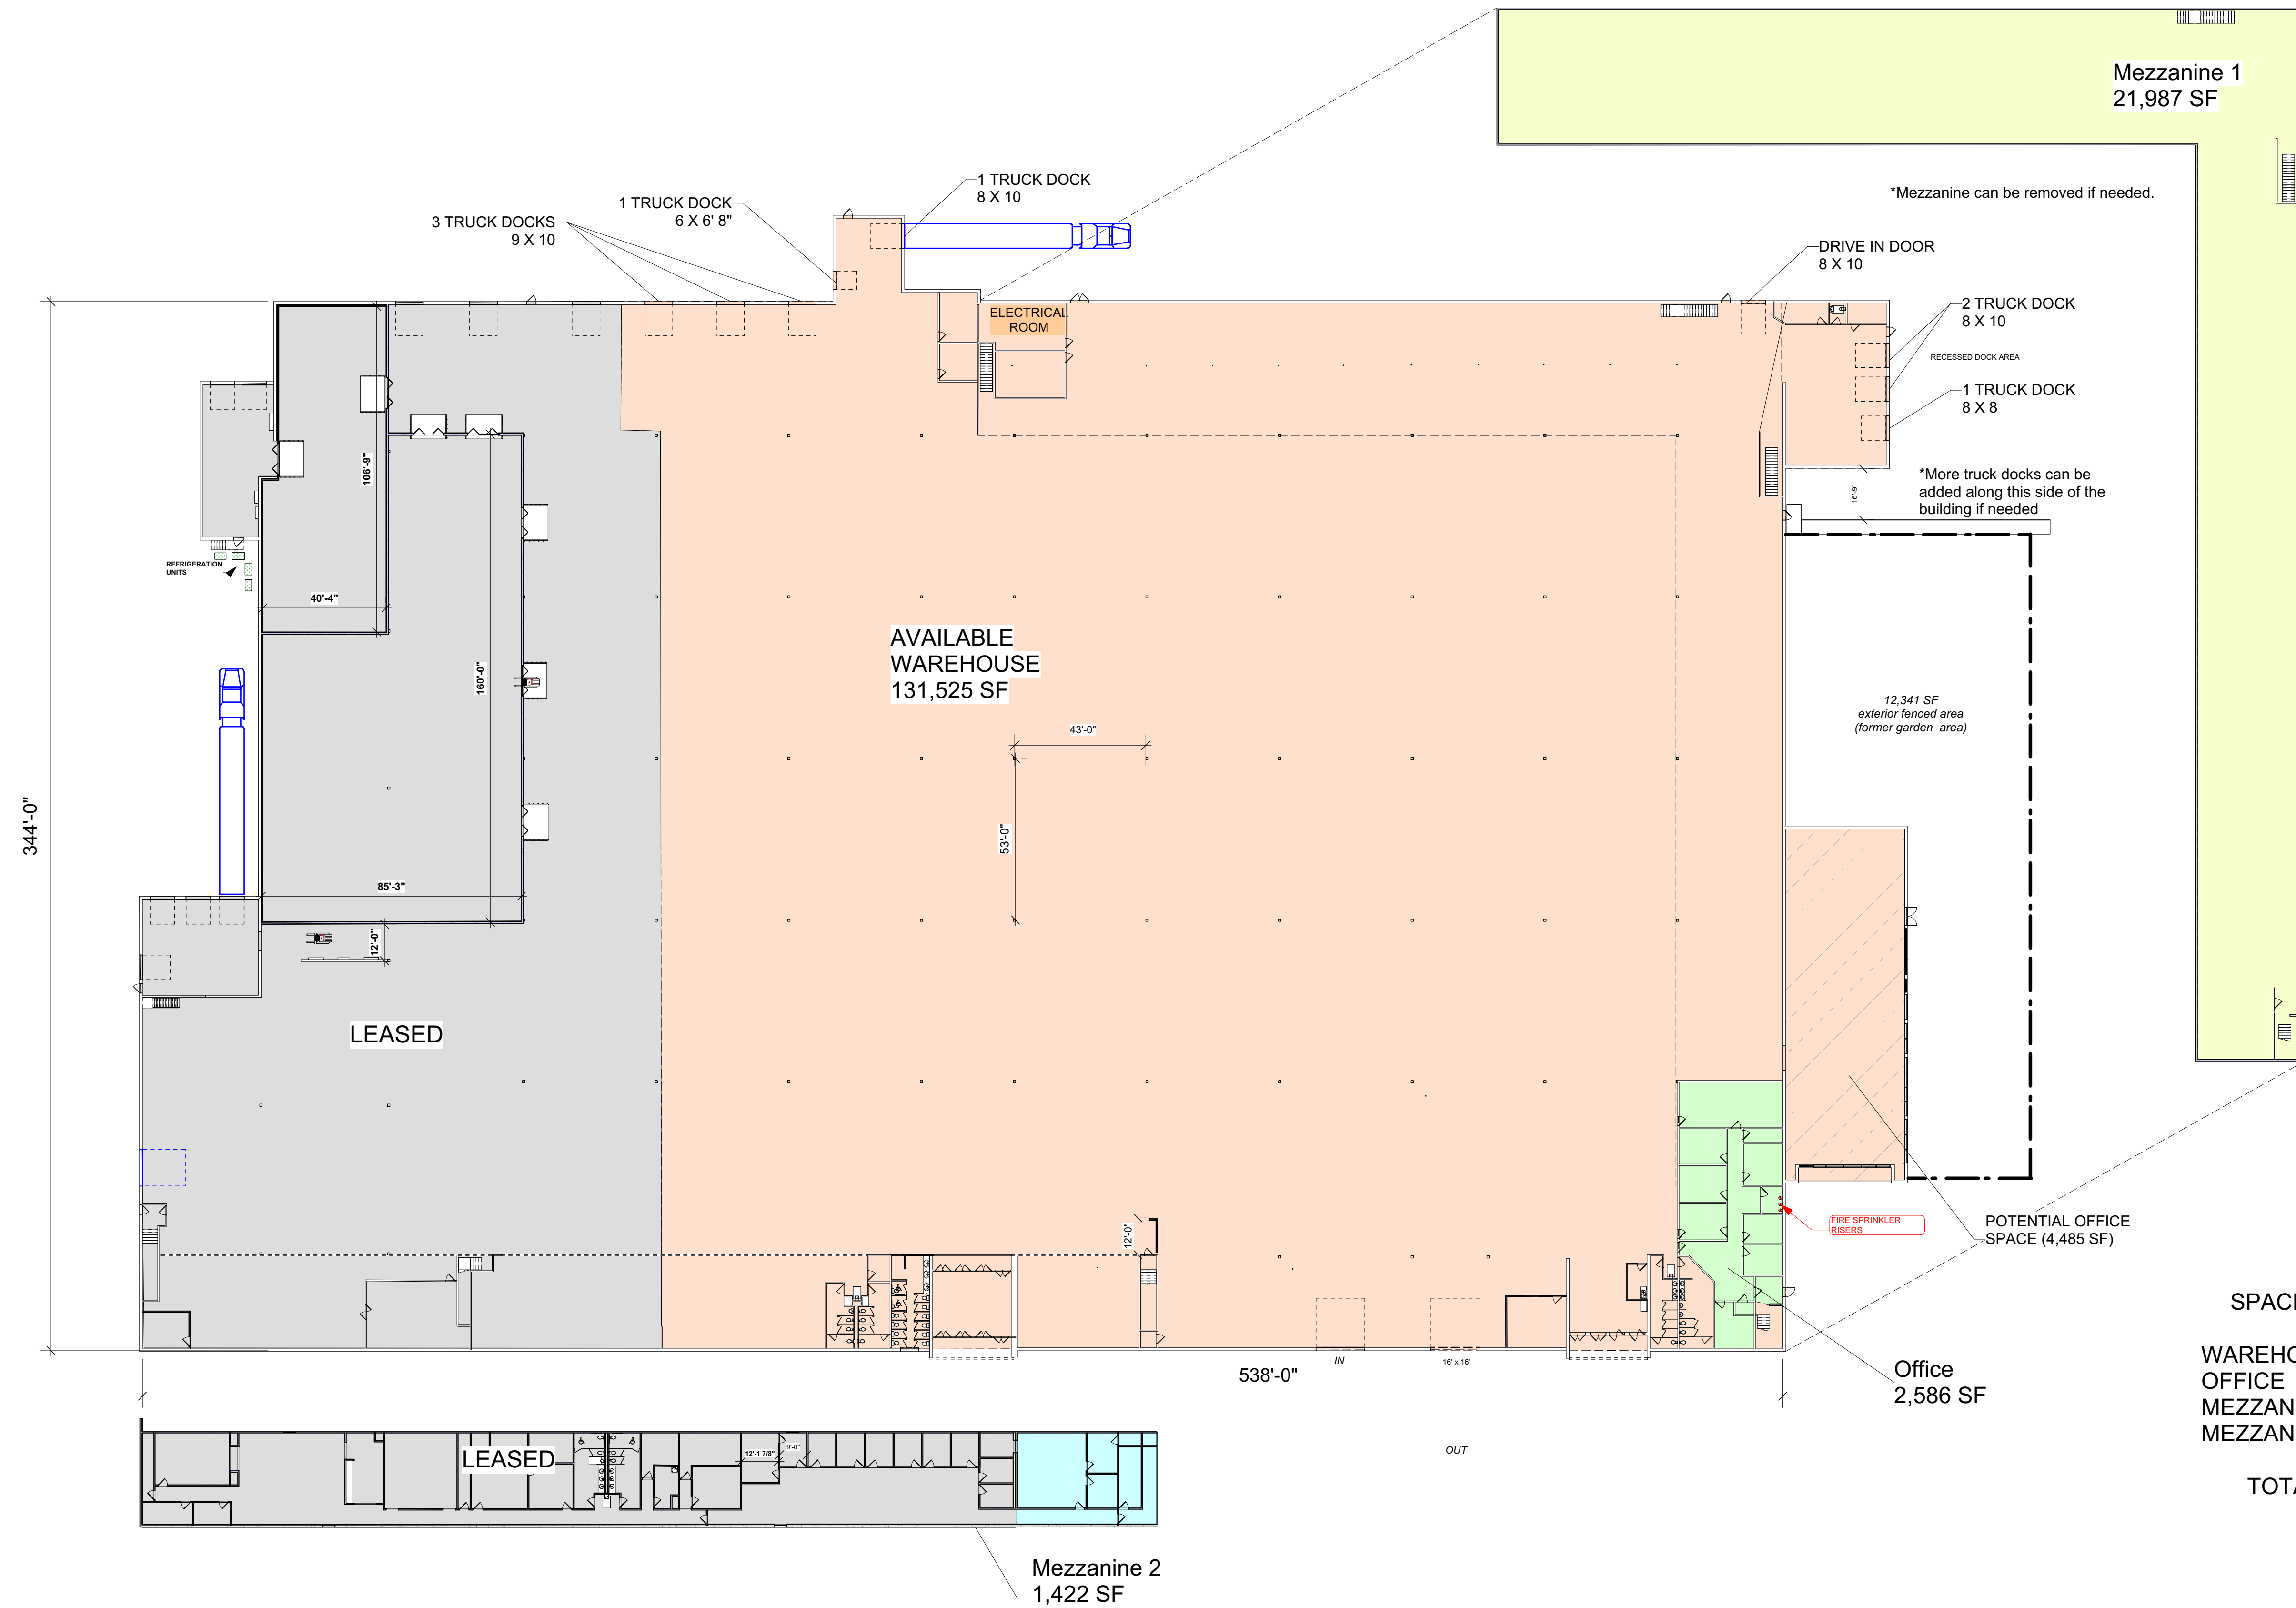 Mezzanine 1
21,987 SF
*Mezzanine can be removed if needed.
1 TRUCK DOCK
8 X 10
1 TRUCK DOCK
6 X 6' 8"
3 TRUCK DOCKS
9 X 10
DRIVE IN DOOR
8 X 10
ELECTRICAL
ROOM
2 TRUCK DOCK
8 X 10
RECESSED DOCK AREA
1 TRUCK DOCK
8 X 8
*More truck docks can be
added along this side of the
building if needed
16'-9"
106'-9"
REFRIGERATION
UNITS
40'-4"
AVAILABLE
WAREHOUSE
131,525 SF
160'-0"
43'-0"
12,341 SF
exterior fenced area
(former garden area)
344'-0"
53'-0"
85'-3"
12'-0"
LEASED
12'-0"
FIRE SPRINKLER
RISERS
POTENTIAL OFFICE
SPACE (4,485 SF)
IN
16' x 16'
538'-0"
Office
2,586 SF
OUT
LEASED
12'-1 7/8"
9'-0"
Mezzanine 2
1,422 SF
OFFICE